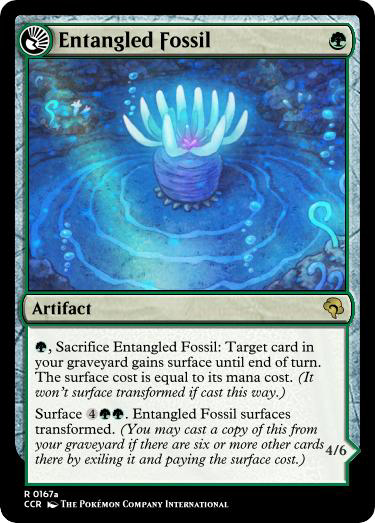 Entangled Fossil
Artifact
, Sacrifice Entangled Fossil: Target card in
your graveyard gains surface until end of turn.
The surface cost is equal to its mana cost. (It
won't surface transformed if cast this way.)
Surface 4. Entangled Fossil surfaces
transformed. (You may cast a copy of this from
your graveyard if there are six or more other cards
there by exiling it and paying the surface cost.)
4/6
R 0167a
CCR The Pokémon Company International